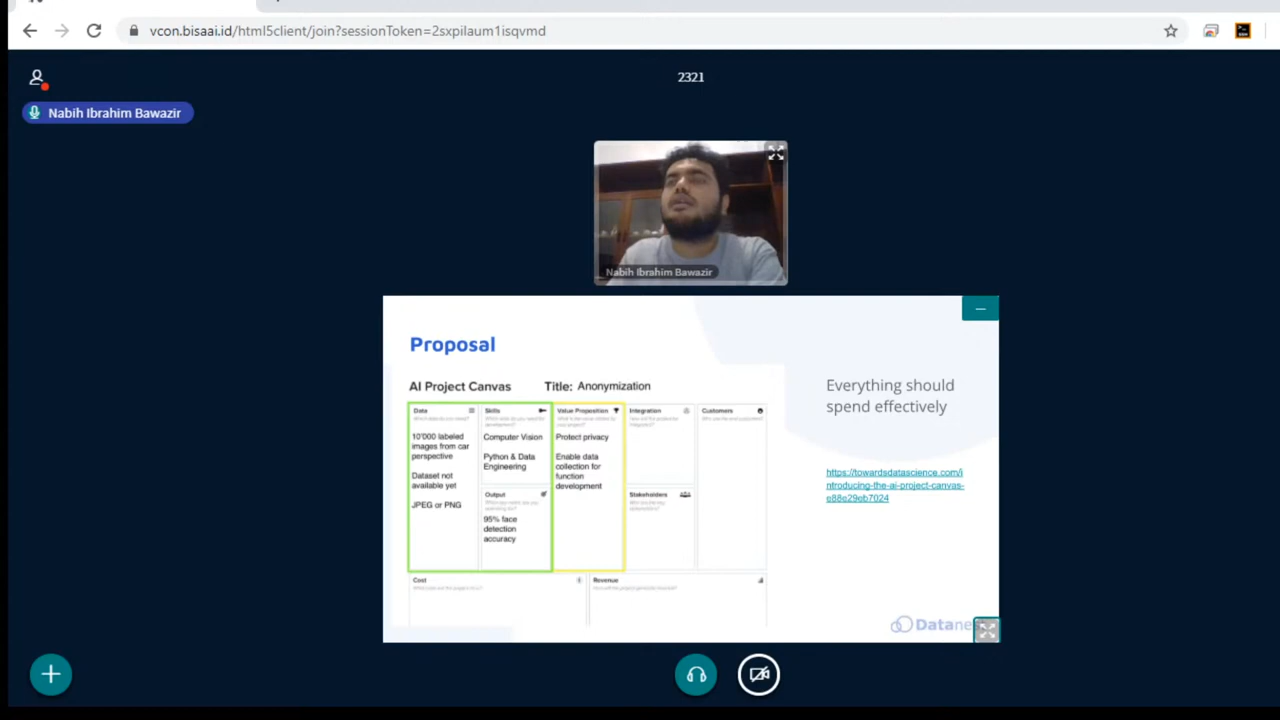 vcon.bisaai.id/html5client/join?sessionToken=2sxpilaum1isqvmd
2321
Nabih Ibrahim Bawazir
Nabih Ibrahim Bawazir
Proposal
AI Project Canvas
Title: Anonymization
Data
10'000 labeled
images from car
perspective
Dataset not
available yet
JPEG or PNG
Skills
Computer Vision
Python & Data
Engineering
Output
95% face
detection
accuracy
Value Proposition
Protect privacy
Enable data
collection for
function
development
Integration
Stakeholders
Customers
Cost
Revenue
Everything should
spend effectively
https://towardsdatascience.com/i
ntroducing-the-ai-project-canvas-
e88e29eb7024